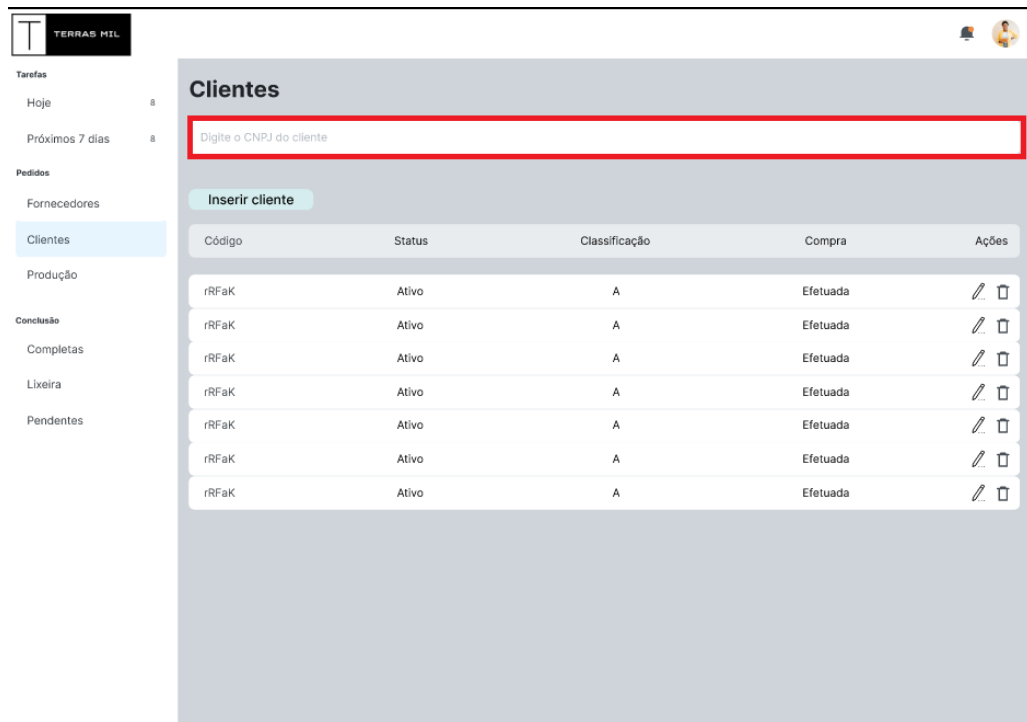 T TERRAS MIL
Tarefas
Hoje 8
Próximos 7 dias 8
Pedidos
Fornecedores
Clientes
Produção
Conclusão
Completas
Lixeira
Pendentes
Clientes
Digite o CNPJ do cliente
Inserir cliente
Código Status Classificação Compra Ações
rRFaK Ativo A Efetuada
rRFaK Ativo A Efetuada
rRFaK Ativo A Efetuada
rRFaK Ativo A Efetuada
rRFaK Ativo A Efetuada
rRFaK Ativo A Efetuada
rRFaK Ativo A Efetuada